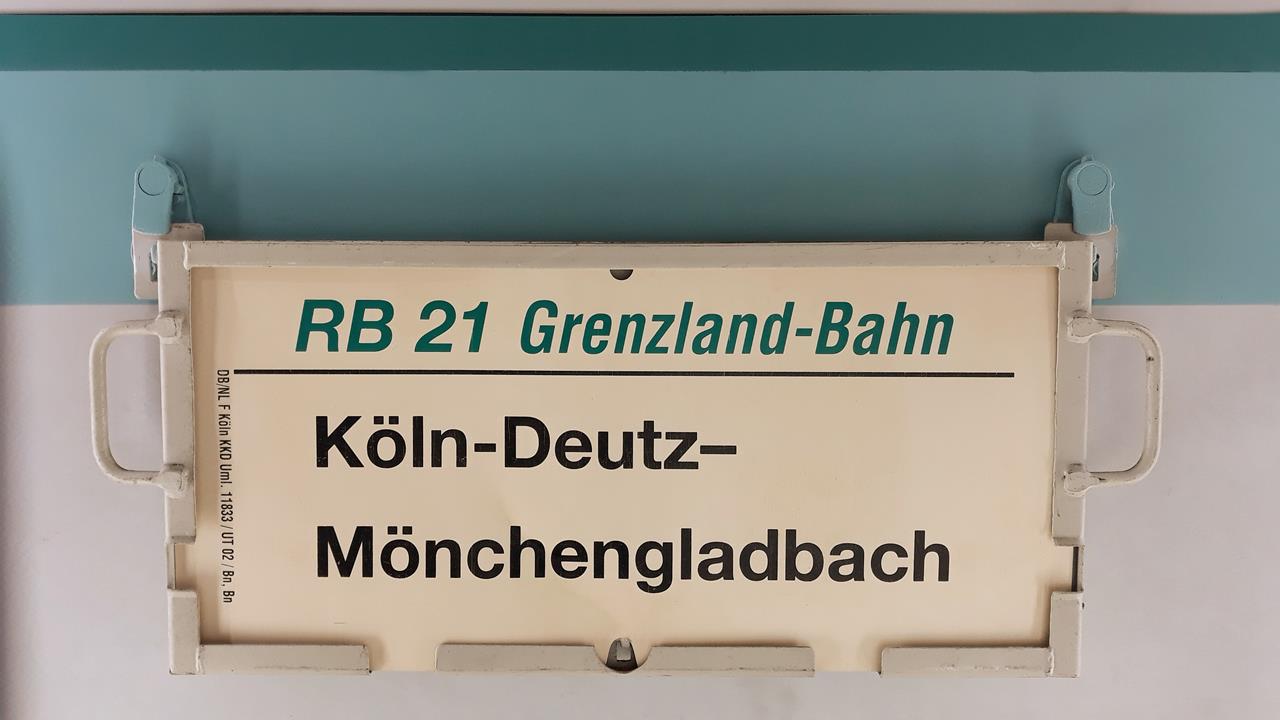 RB 21 Grenzland-Bahn
Köln-Deutz–
Mönchengladbach
DB/NL F Köln KKD Uml. 11833 / UT 02 / Bn, Bn